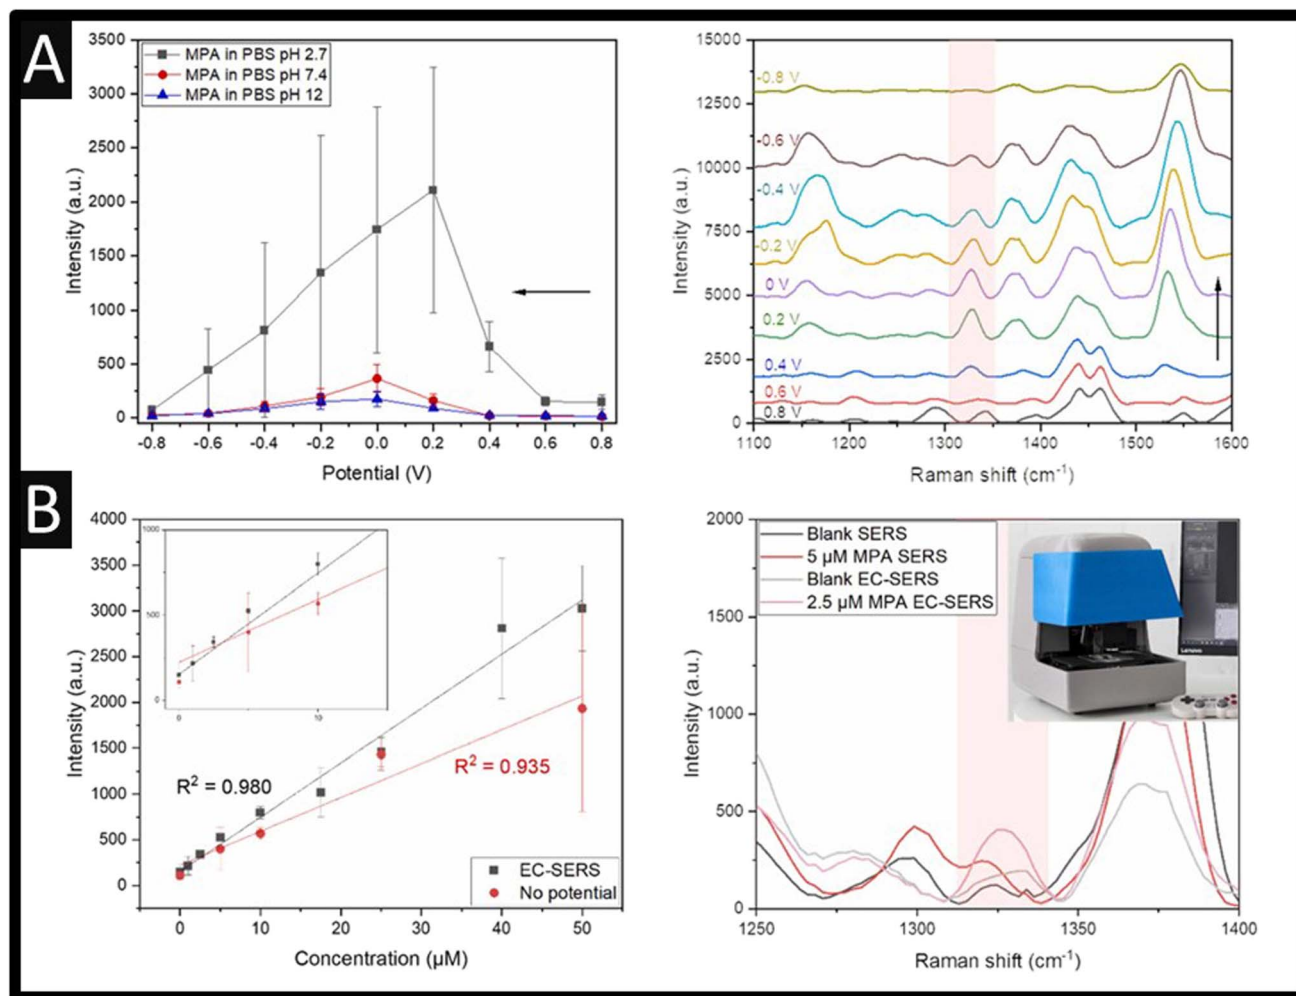 A
3500
3000
2500
2000
1500
1000
500
0
Intensity (a.u.)
MPA in PBS pH 2.7
MPA in PBS pH 7.4
MPA in PBS pH 12
-0.8 -0.6 -0.4 -0.2 0.0 0.2 0.4 0.6 0.8
Potential (V)
15000
12500
10000
7500
5000
2500
0
Intensity (a.u.)
-0.8 V
-0.6 V
-0.4 V
-0.2 V
0 V
0.2 V
0.4 V
0.6 V
0.8 V
1100 1200 1300 1400 1500 1600
Raman shift (cm⁻¹)
B
4000
3500
3000
2500
2000
1500
1000
500
0
Intensity (a.u.)
1000
500
0
0 10
R² = 0.980
R² = 0.935
EC-SERS
No potential
0 10 20 30 40 50
Concentration (µM)
2000
1500
1000
500
0
Intensity (a.u.)
Blank SERS
5 µM MPA SERS
Blank EC-SERS
2.5 µM MPA EC-SERS
Lenovo
1250 1300 1350 1400
Raman shift (cm⁻¹)